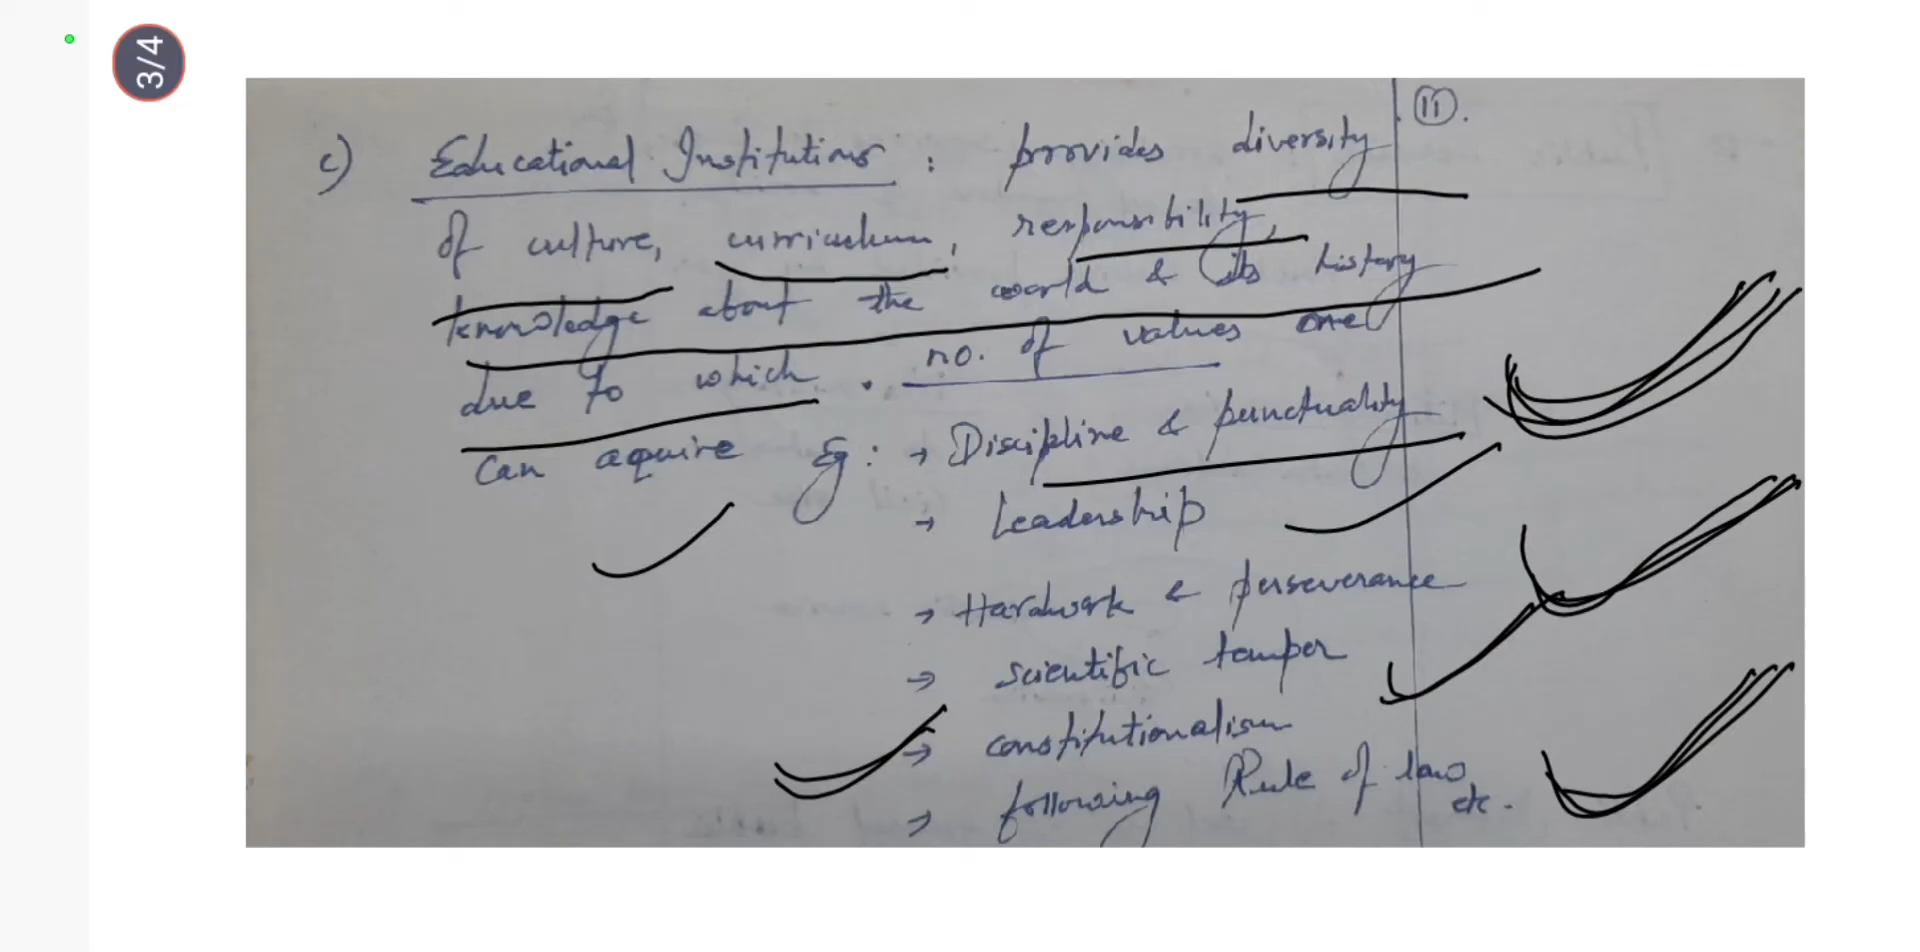 3/4
11.
c) Educational Institutions : provides diversity
of culture, curriculum, responsibility,
knowledge about the world & its history
due to which . no. of values one
can aquire Eg : → Discipline & punctuality
→ Leadership
→ Hardwork & perseverance
→ scientific temper
→ constitutionalism
→ following Rule of law etc.